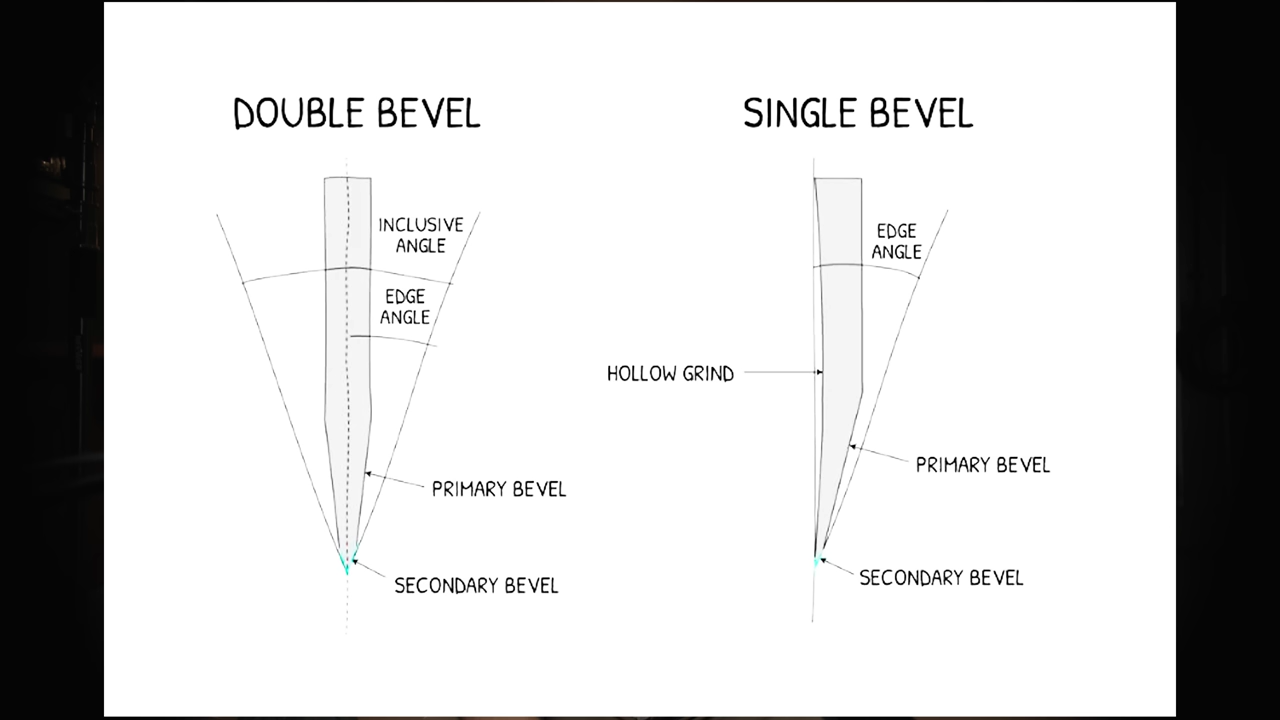 DOUBLE BEVEL
INCLUSIVE
ANGLE
EDGE
ANGLE
PRIMARY BEVEL
SECONDARY BEVEL
SINGLE BEVEL
EDGE
ANGLE
HOLLOW GRIND
PRIMARY BEVEL
SECONDARY BEVEL